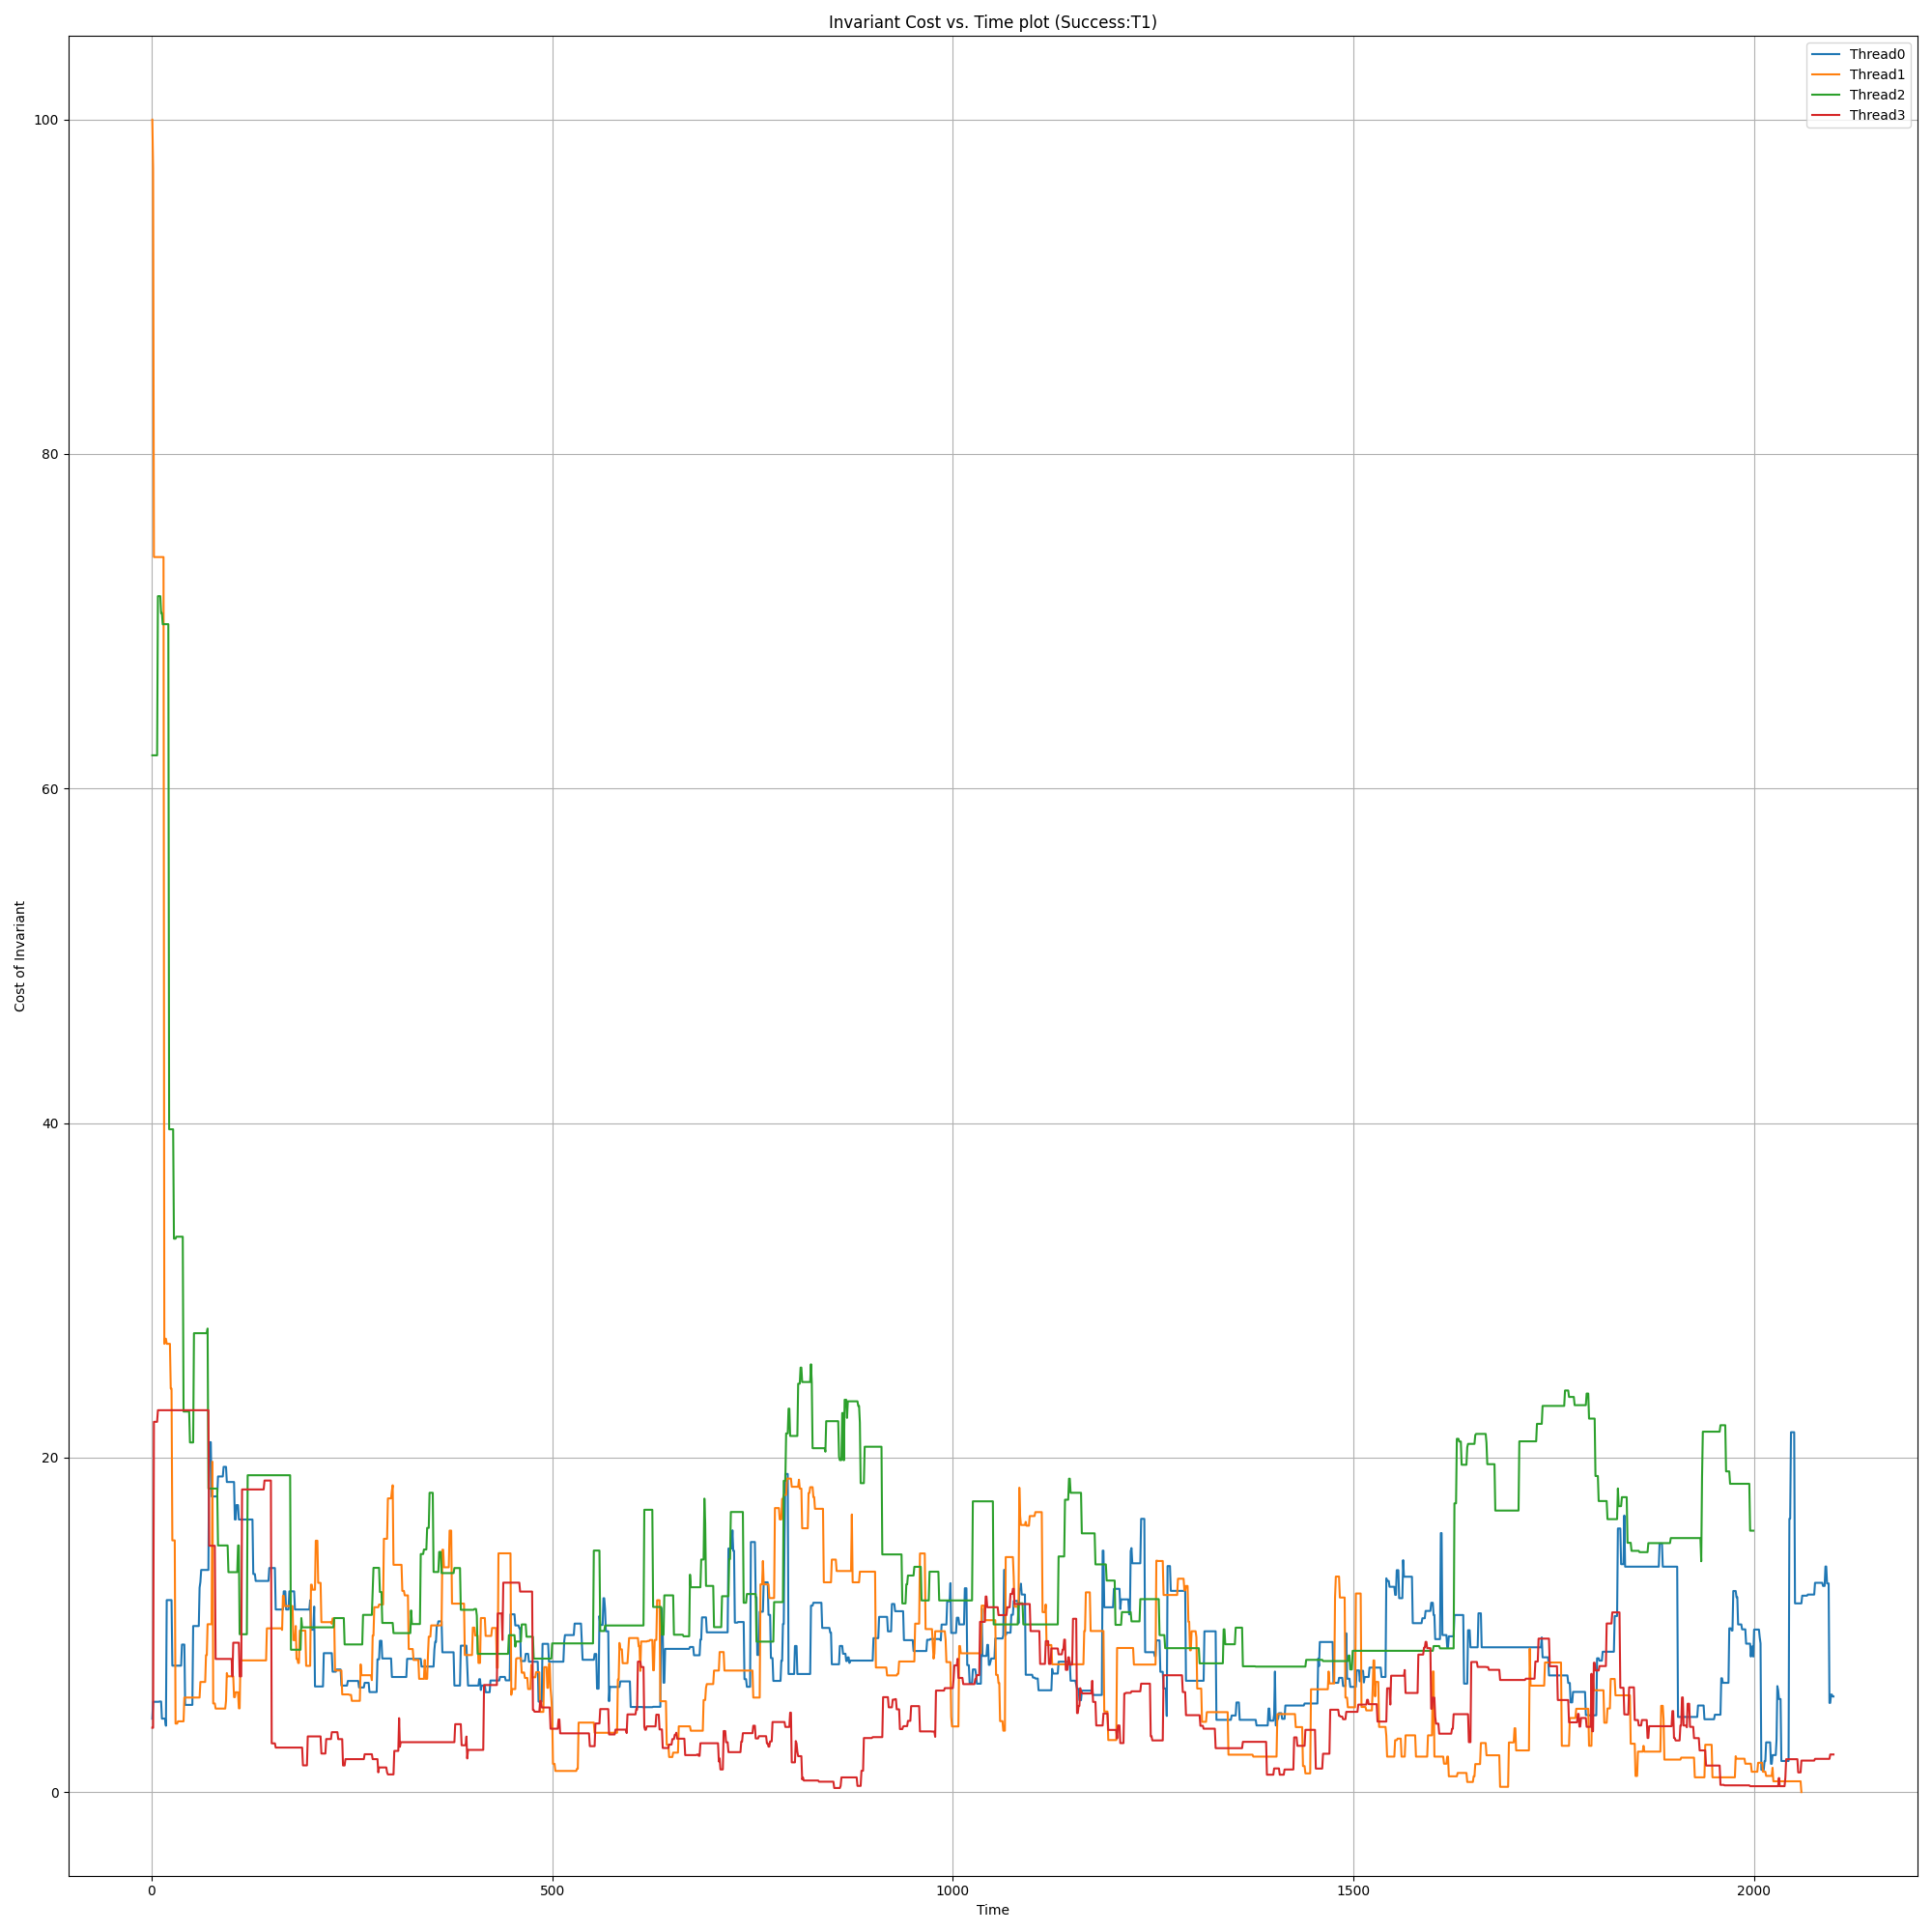 Invariant Cost vs. Time plot (Success:T1)
Thread0
Thread1
Thread2
Thread3
100
80
60
40
20
0
Cost of Invariant
0 500 1000 1500 2000
Time